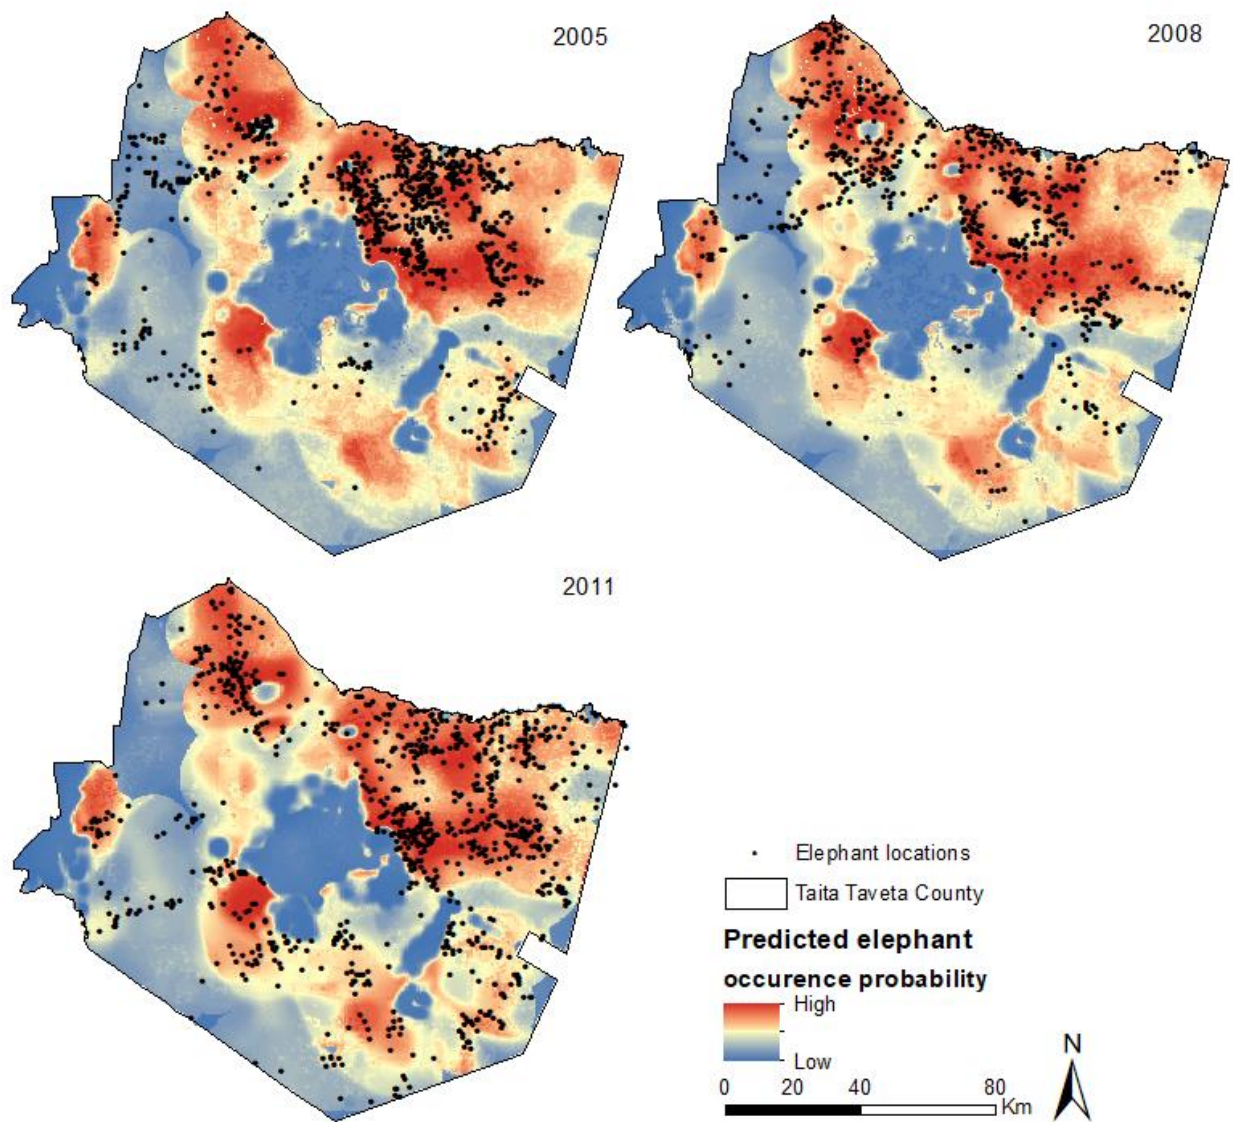 2005
2008
2011
Elephant locations
Taita Taveta County
Predicted elephant
occurence probability
High
Low
N
0 20 40 80
Km